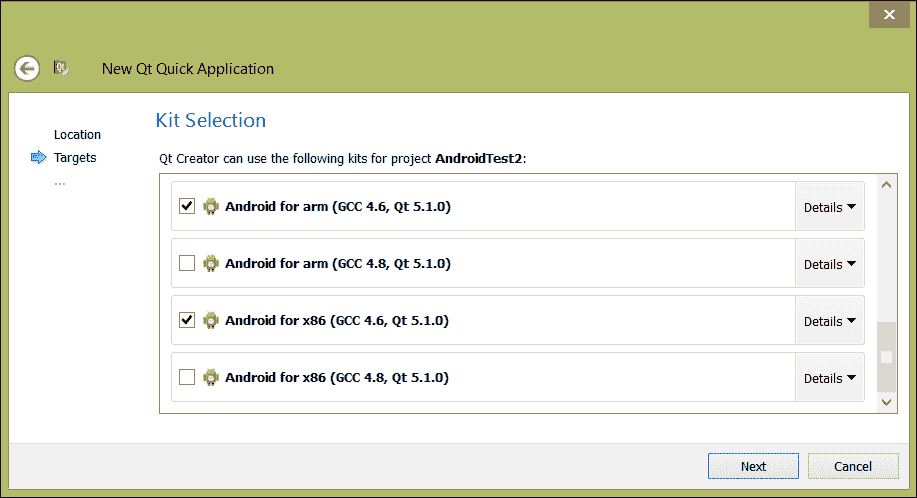 New Qt Quick Application
Location
Targets
...
Kit Selection
Qt Creator can use the following kits for project AndroidTest2:
Android for arm (GCC 4.6, Qt 5.1.0)
Details
Android for arm (GCC 4.8, Qt 5.1.0)
Details
Android for x86 (GCC 4.6, Qt 5.1.0)
Details
Android for x86 (GCC 4.8, Qt 5.1.0)
Details
Next
Cancel